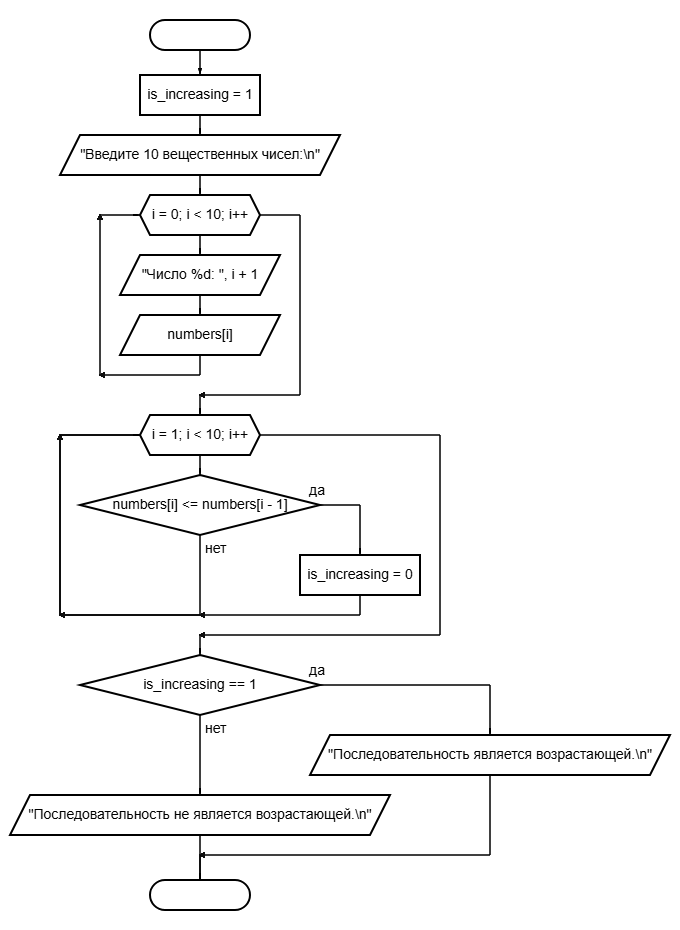 is_increasing = 1
"Введите 10 вещественных чисел:\n"
i = 0; i < 10; i++
"Число %d: ", i + 1
numbers[i]
i = 1; i < 10; i++
numbers[i] <= numbers[i - 1]
да
нет
is_increasing = 0
is_increasing == 1
да
нет
"Последовательность является возрастающей.\n"
"Последовательность не является возрастающей.\n"